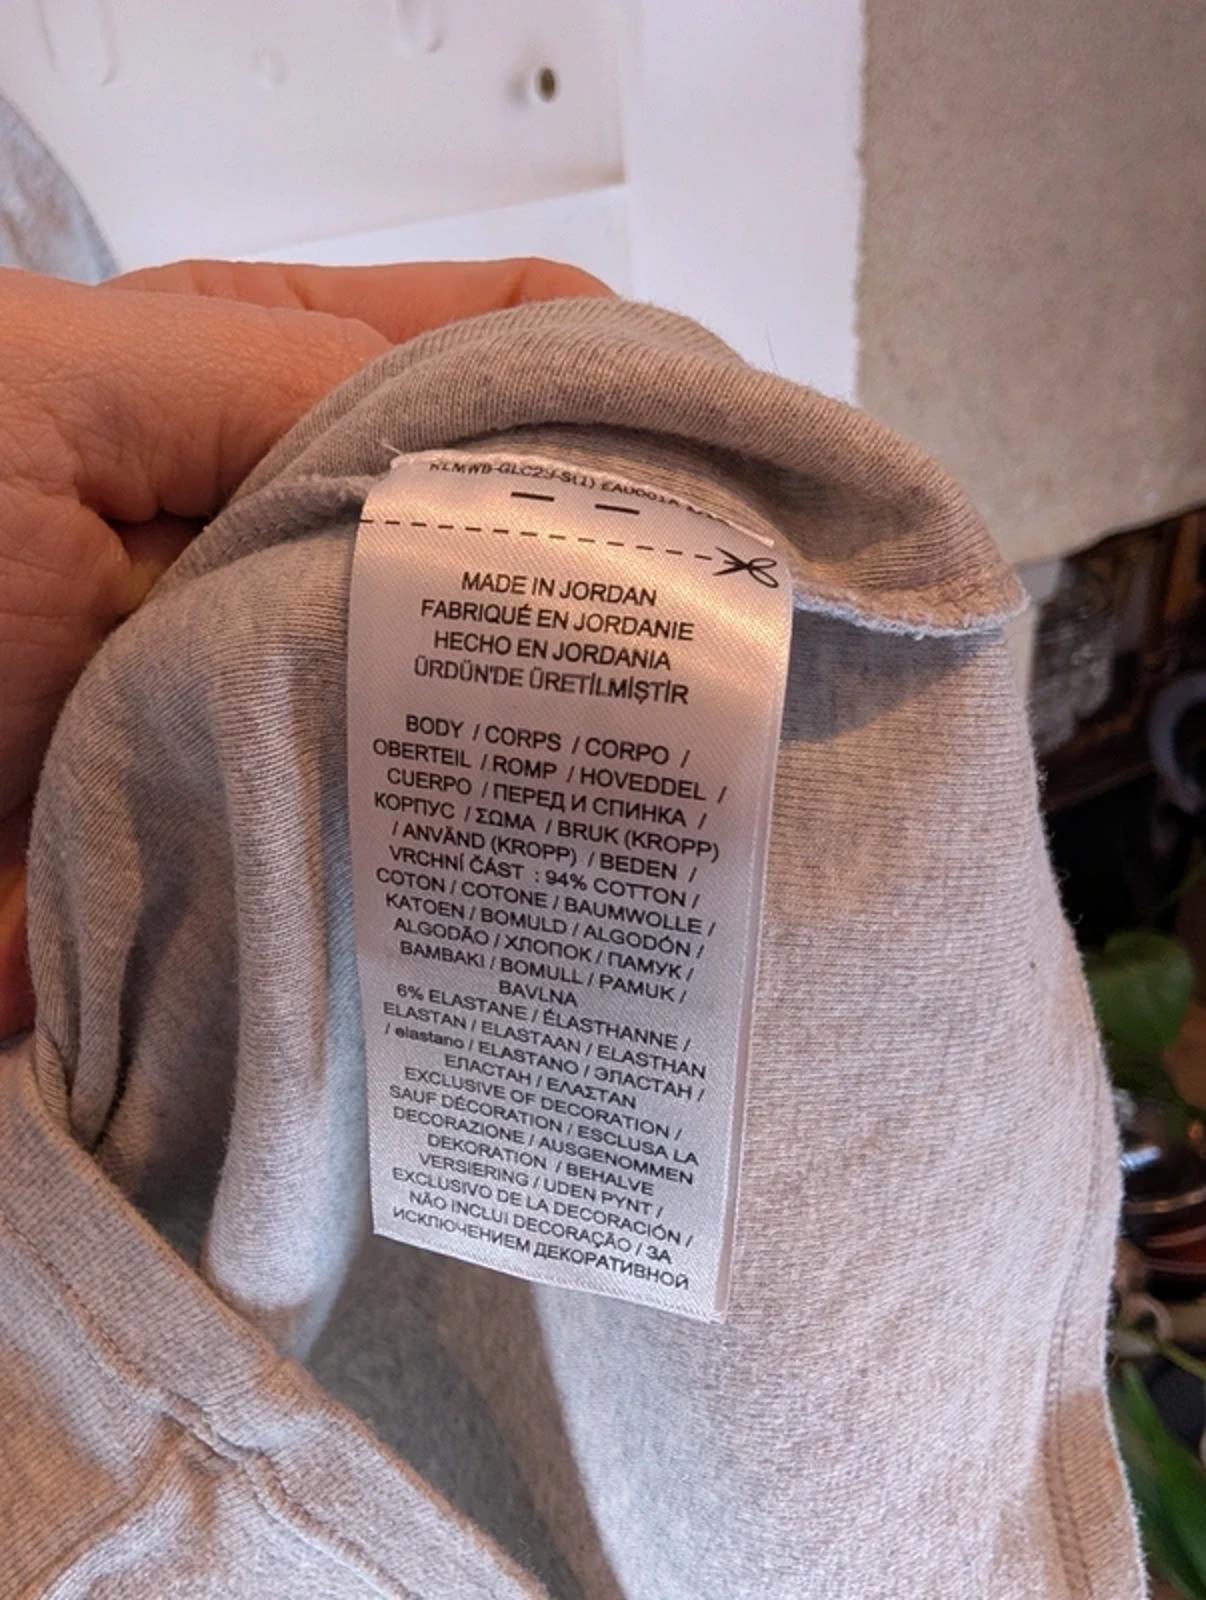 MADE IN JORDAN
FABRIQUÉ EN JORDANIE
HECHO EN JORDANIA
ÜRDÜN'DE ÜRETİLMİŞTİR
BODY / CORPS / CORPO /
OBERTEIL / ROMP / HOVEDDEL /
CUERPO / ПЕРЕД И СПИНКА /
КОРПУС / ΣΩΜΑ / BRUK (KROPP)
/ ANVÄND (KROPP) / BEDEN /
VRCHNÍ ČÁST : 94% COTTON /
COTON / COTONE / BAUMWOLLE /
KATOEN / BOMULD / ALGODÓN /
ALGODÃO / ХЛОПОК / ПАМУК /
BAMBAKI / BOMULL / PAMUK /
BAVLNA
6% ELASTANE / ÉLASTHANNE /
ELASTAN / ELASTAAN / ELASTHAN
/ elastano / ELASTANO / ЭЛАСТАН /
ЕЛАСТАН / ΕΛΑΣΤΑΝ
EXCLUSIVE OF DECORATION /
SAUF DÉCORATION / ESCLUSA LA
DECORAZIONE / AUSGENOMMEN
DEKORATION / BEHALVE
VERSIERING / UDEN PYNT /
EXCLUSIVO DE LA DECORACIÓN /
NÃO INCLUI DECORAÇÃO / ЗА
ИСКЛЮЧЕНИЕМ ДЕКОРАТИВНОЙ